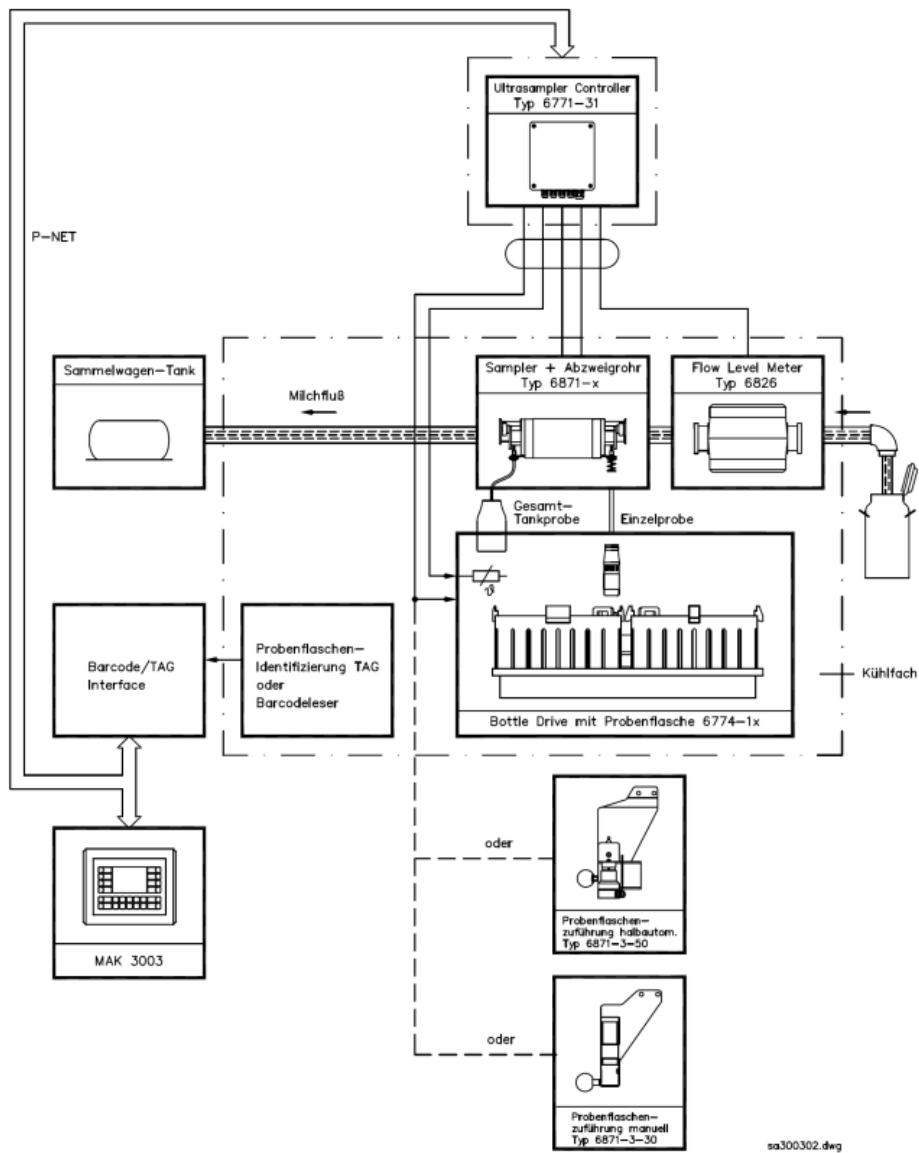 Ultrasampler Controller
Typ 6771-31
P-NET
Sammelwagen-Tank
Milchfluß
Sampler + Abzweigrohr
Typ 6871-x
Flow Level Meter
Typ 6826
Gesamt-
Tankprobe
Einzelprobe
ϑ
Barcode/TAG
Interface
Probenflaschen-
Identifizierung TAG
oder
Barcodeleser
Kühlfach
Bottle Drive mit Probenflasche 6774-1x
MAK 3003
oder
Probenflaschen-
zuführung halbautom.
Typ 6871-3-50
oder
Probenflaschen-
zuführung manuell
Typ 6871-3-30
sa300302.dwg